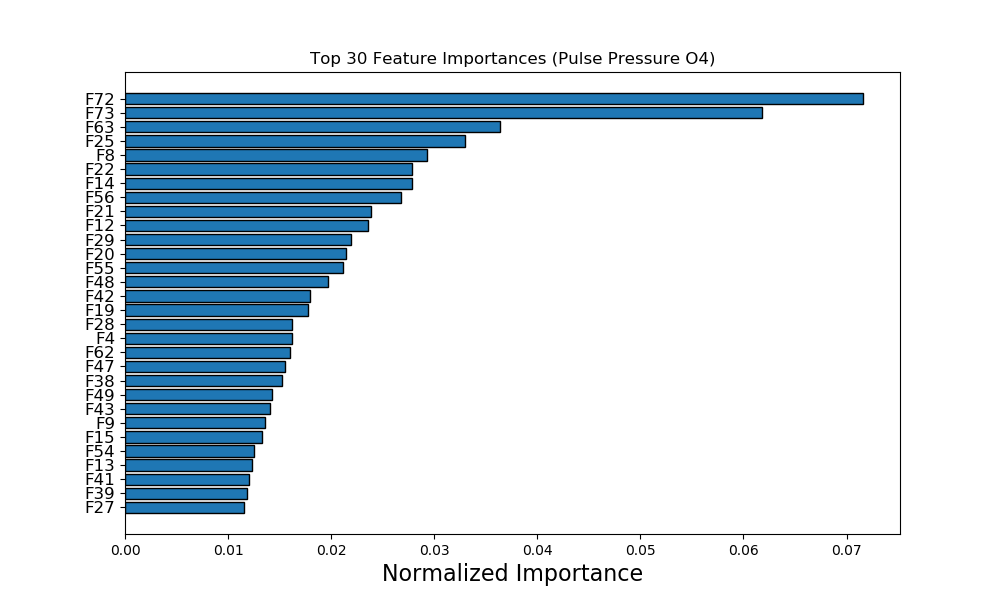 Top 30 Feature Importances (Pulse Pressure O4)
F72
F73
F63
F25
F8
F22
F14
F56
F21
F12
F29
F20
F55
F48
F42
F19
F28
F4
F62
F47
F38
F49
F43
F9
F15
F54
F13
F41
F39
F27
0.00 0.01 0.02 0.03 0.04 0.05 0.06 0.07
Normalized Importance